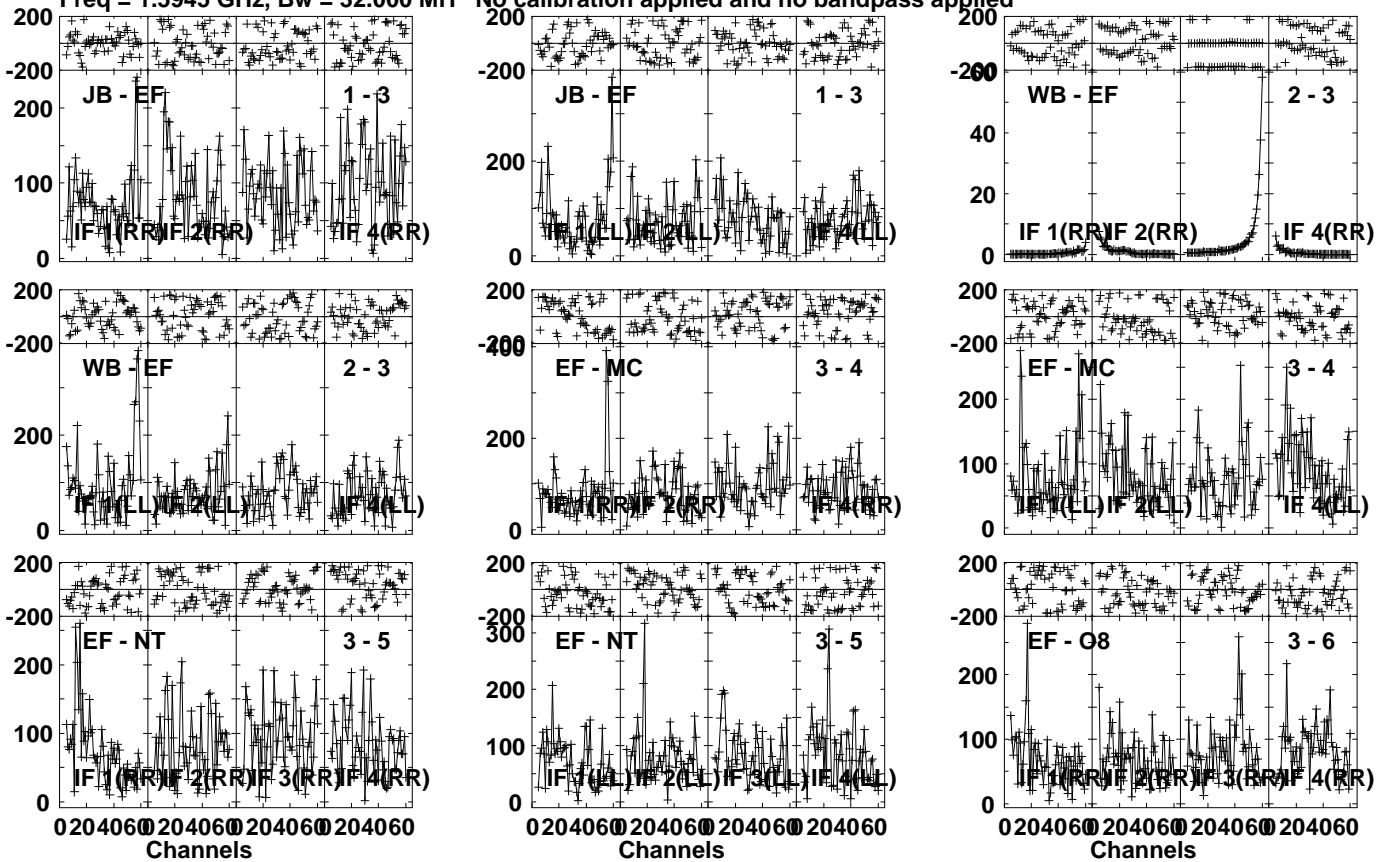 Freq = 1.5945 GHz, Bw = 32.000 MH No calibration applied and no bandpass applied
200
-200
JB - EF 1 - 3
200
100
0
IF 1(RR) IF 2(RR) IF 4(RR)
200
-200
JB - EF 1 - 3
200
0
IF 1(LL) IF 2(LL) IF 4(LL)
200
-200
60
WB - EF 2 - 3
40
20
0
IF 1(RR) IF 2(RR) IF 4(RR)
200
-200
WB - EF 2 - 3
200
0
IF 1(LL) IF 2(LL) IF 4(LL)
200
-200
400
EF - MC 3 - 4
200
0
IF 1(RR) IF 2(RR) IF 4(RR)
200
-200
EF - MC 3 - 4
200
100
0
IF 1(LL) IF 2(LL) IF 4(LL)
200
-200
EF - NT 3 - 5
200
100
0
IF 1(RR) IF 2(RR) IF 3(RR) IF 4(RR)
0 20 40 60 0 20 40 60 0 20 40 60 0 20 40 60
Channels
200
-200
300
EF - NT 3 - 5
200
100
0
IF 1(LL) IF 2(LL) IF 3(LL) IF 4(LL)
0 20 40 60 0 20 40 60 0 20 40 60 0 20 40 60
Channels
200
-200
EF - O8 3 - 6
200
100
0
IF 1(RR) IF 2(RR) IF 3(RR) IF 4(RR)
0 20 40 60 0 20 40 60 0 20 40 60 0 20 40 60
Channels